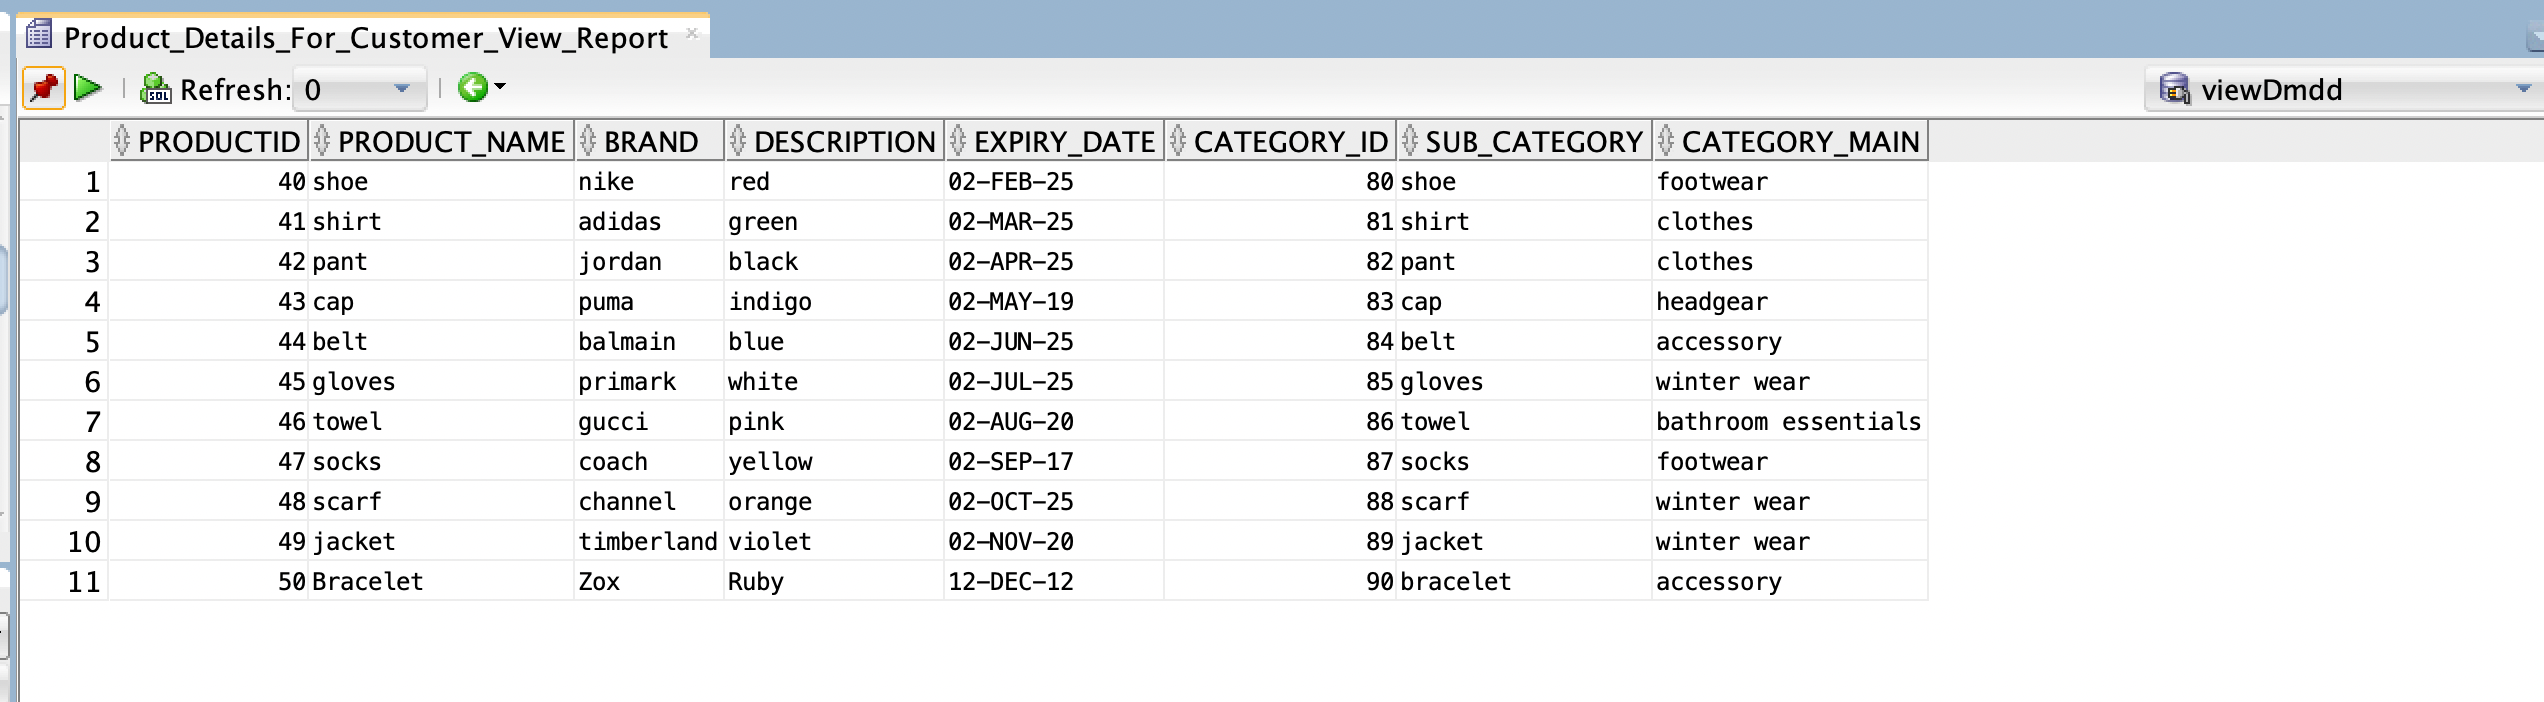 Product_Details_For_Customer_View_Report
SQL Refresh: 0 viewDmdd
PRODUCTID PRODUCT_NAME BRAND DESCRIPTION EXPIRY_DATE CATEGORY_ID SUB_CATEGORY CATEGORY_MAIN
1 40 shoe nike red 02-FEB-25 80 shoe footwear
2 41 shirt adidas green 02-MAR-25 81 shirt clothes
3 42 pant jordan black 02-APR-25 82 pant clothes
4 43 cap puma indigo 02-MAY-19 83 cap headgear
5 44 belt balmain blue 02-JUN-25 84 belt accessory
6 45 gloves primark white 02-JUL-25 85 gloves winter wear
7 46 towel gucci pink 02-AUG-20 86 towel bathroom essentials
8 47 socks coach yellow 02-SEP-17 87 socks footwear
9 48 scarf channel orange 02-OCT-25 88 scarf winter wear
10 49 jacket timberland violet 02-NOV-20 89 jacket winter wear
11 50 Bracelet Zox Ruby 12-DEC-12 90 bracelet accessory